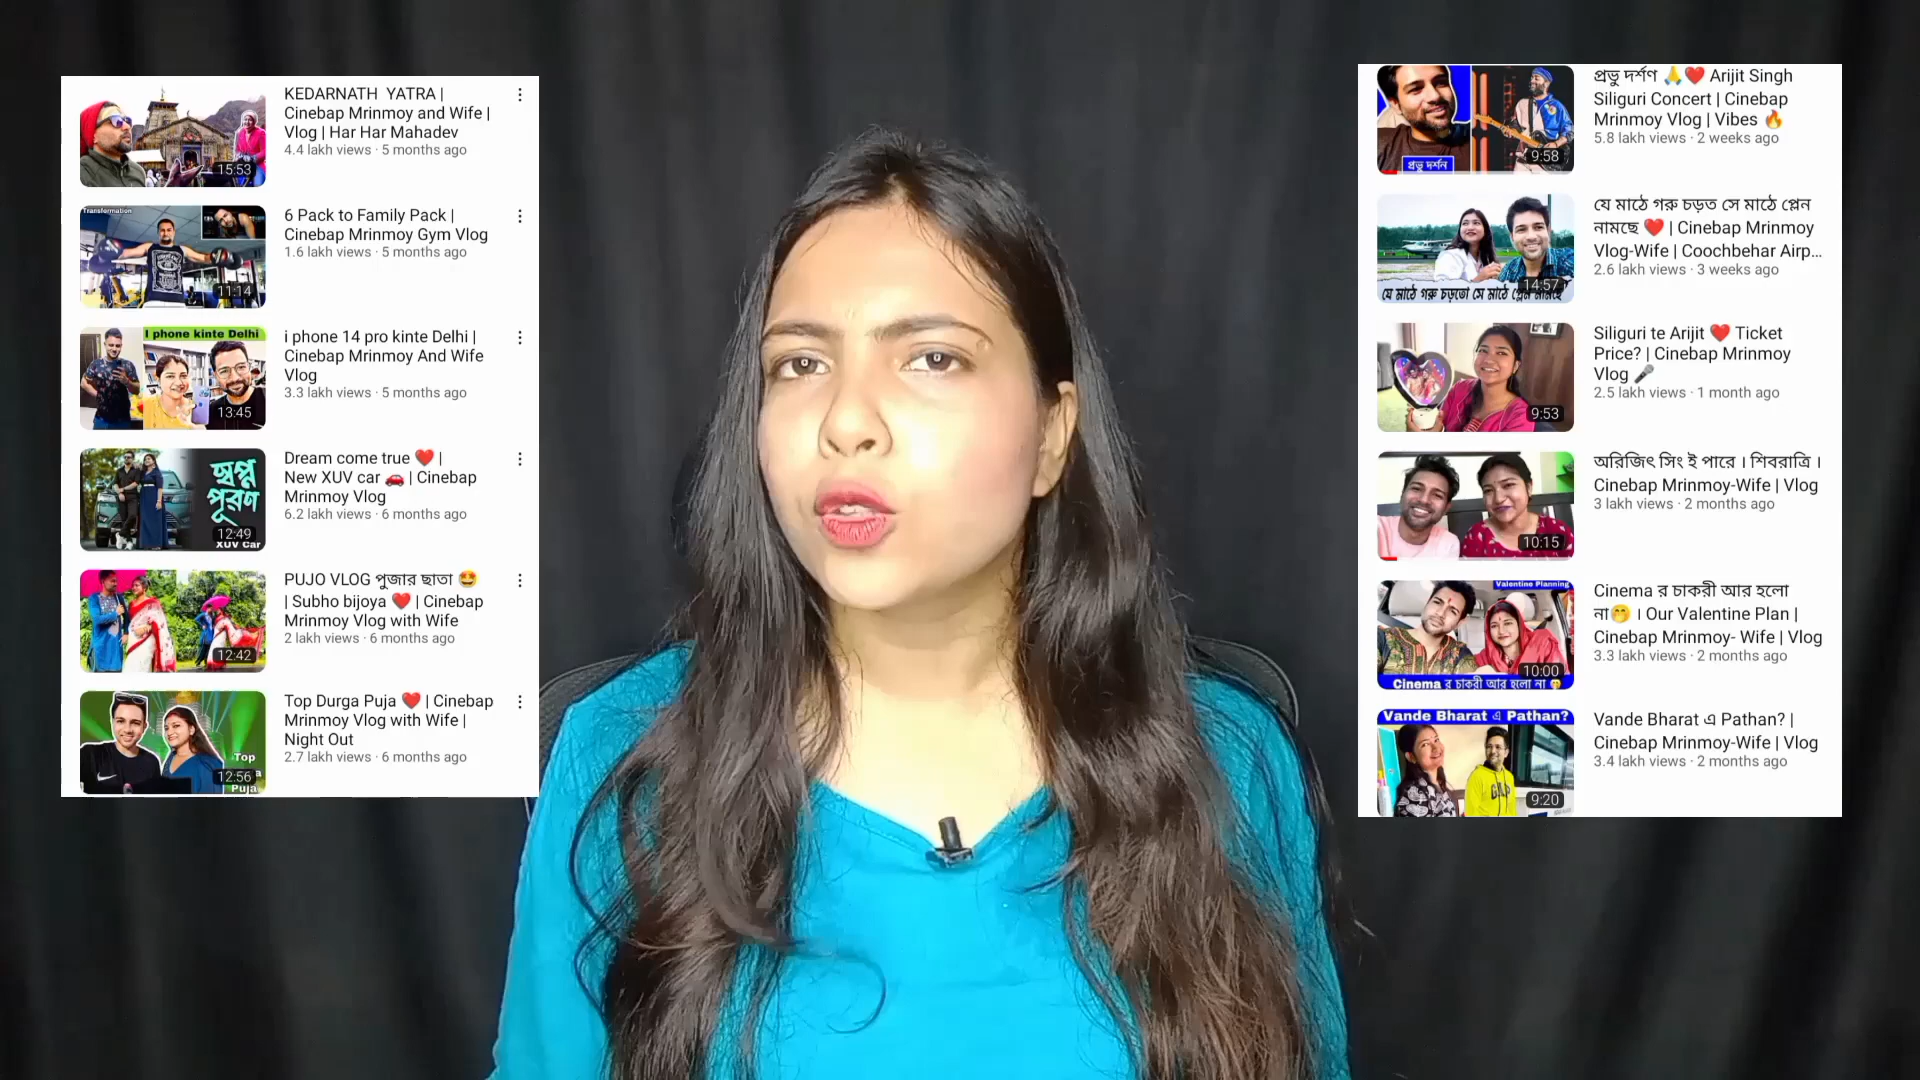 KEDARNATH YATRA |
Cinebap Mrinmoy and Wife |
Vlog | Har Har Mahadev
4.4 lakh views · 5 months ago
15:53
Transformation
6 Pack to Family Pack |
Cinebap Mrinmoy Gym Vlog
1.6 lakh views · 5 months ago
11:14
I phone kinte Delhi
i phone 14 pro kinte Delhi |
Cinebap Mrinmoy And Wife
Vlog
3.3 lakh views · 5 months ago
13:45
স্বপ্ন
পূরণ
12:49
XUV Car
Dream come true ❤️ |
New XUV car 🚗 | Cinebap
Mrinmoy Vlog
6.2 lakh views · 6 months ago
PUJO VLOG পুজার ছাতা 🤩
| Subho bijoya ❤️ | Cinebap
Mrinmoy Vlog with Wife
2 lakh views · 6 months ago
12:42
Top Durga Puja ❤️ | Cinebap
Mrinmoy Vlog with Wife |
Night Out
2.7 lakh views · 6 months ago
Top
12:56
Puja
প্রভু দর্শণ 🙏❤️ Arijit Singh
Siliguri Concert | Cinebap
Mrinmoy Vlog | Vibes 🔥
5.8 lakh views · 2 weeks ago
9:58
প্রভু দর্শন
যে মাঠে গরু চড়ত সে মাঠে প্লেন
নামছে ❤️ | Cinebap Mrinmoy
Vlog-Wife | Coochbehar Airp...
2.6 lakh views · 3 weeks ago
14:57
যে মাঠে গরু চড়তো সে মাঠে প্লেন নামছে
Siliguri te Arijit ❤️ Ticket
Price? | Cinebap Mrinmoy
Vlog 🎤
2.5 lakh views · 1 month ago
9:53
অরিজিৎ সিং ই পারে । শিবরাত্রি ।
Cinebap Mrinmoy-Wife | Vlog
3 lakh views · 2 months ago
10:15
Valentine Planning
Cinema র চাকরী আর হলো
না🤭 । Our Valentine Plan |
Cinebap Mrinmoy- Wife | Vlog
3.3 lakh views · 2 months ago
10:00
Cinema র চাকরী আর হলো না 🤭
Vande Bharat এ Pathan?
Vande Bharat এ Pathan? |
Cinebap Mrinmoy-Wife | Vlog
3.4 lakh views · 2 months ago
9:20